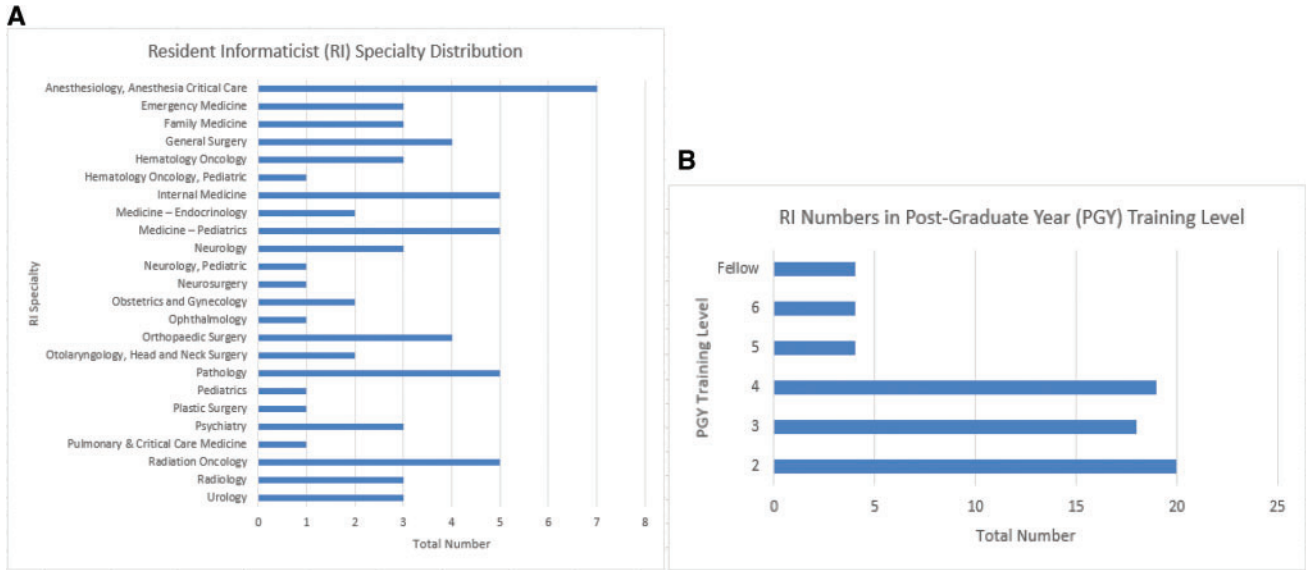 A
Resident Informaticist (RI) Specialty Distribution
Anesthesiology, Anesthesia Critical Care
Emergency Medicine
Family Medicine
General Surgery
Hematology Oncology
Hematology Oncology, Pediatric
Internal Medicine
Medicine – Endocrinology
Medicine – Pediatrics
Neurology
Neurology, Pediatric
Neurosurgery
Obstetrics and Gynecology
Ophthalmology
Orthopaedic Surgery
Otolaryngology, Head and Neck Surgery
Pathology
Pediatrics
Plastic Surgery
Psychiatry
Pulmonary & Critical Care Medicine
Radiation Oncology
Radiology
Urology
RI Specialty
0 1 2 3 4 5 6 7 8
Total Number
B
RI Numbers in Post-Graduate Year (PGY) Training Level
Fellow
6
5
4
3
2
PGY Training Level
0 5 10 15 20 25
Total Number